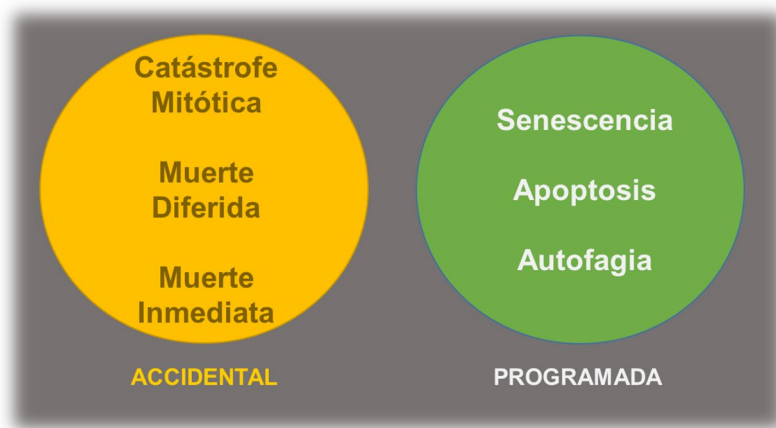 Catástrofe
Mitótica
Muerte
Diferida
Muerte
Inmediata
ACCIDENTAL
Senescencia
Apoptosis
Autofagia
PROGRAMADA